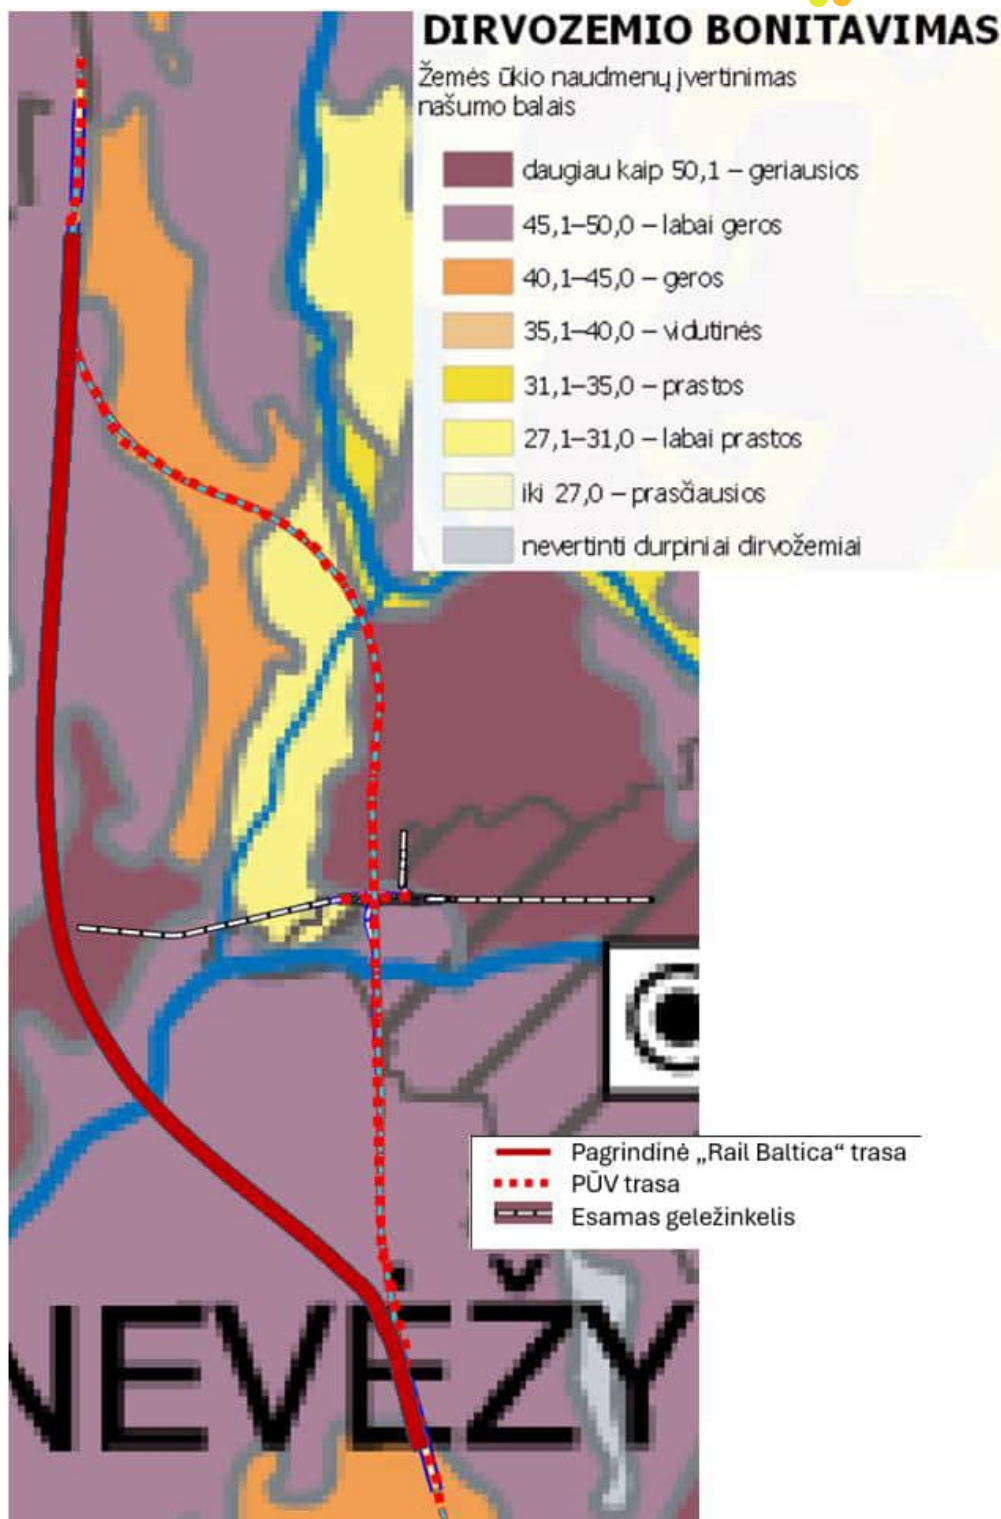 DIRVOZEMIO BONITAVIMAS
Žemės ūkio naudmenų įvertinimas
našumo balais
daugiau kaip 50,1 – geriausios
45,1–50,0 – labai geros
40,1–45,0 – geros
35,1–40,0 – vidutinės
31,1–35,0 – prastos
27,1–31,0 – labai prastos
iki 27,0 – prasčiausios
nevertinti durpiniai dirvožemiai
Pagrindinė „Rail Baltica“ trasa
PŪV trasa
Esamas geležinkelis
NEVĖŽY